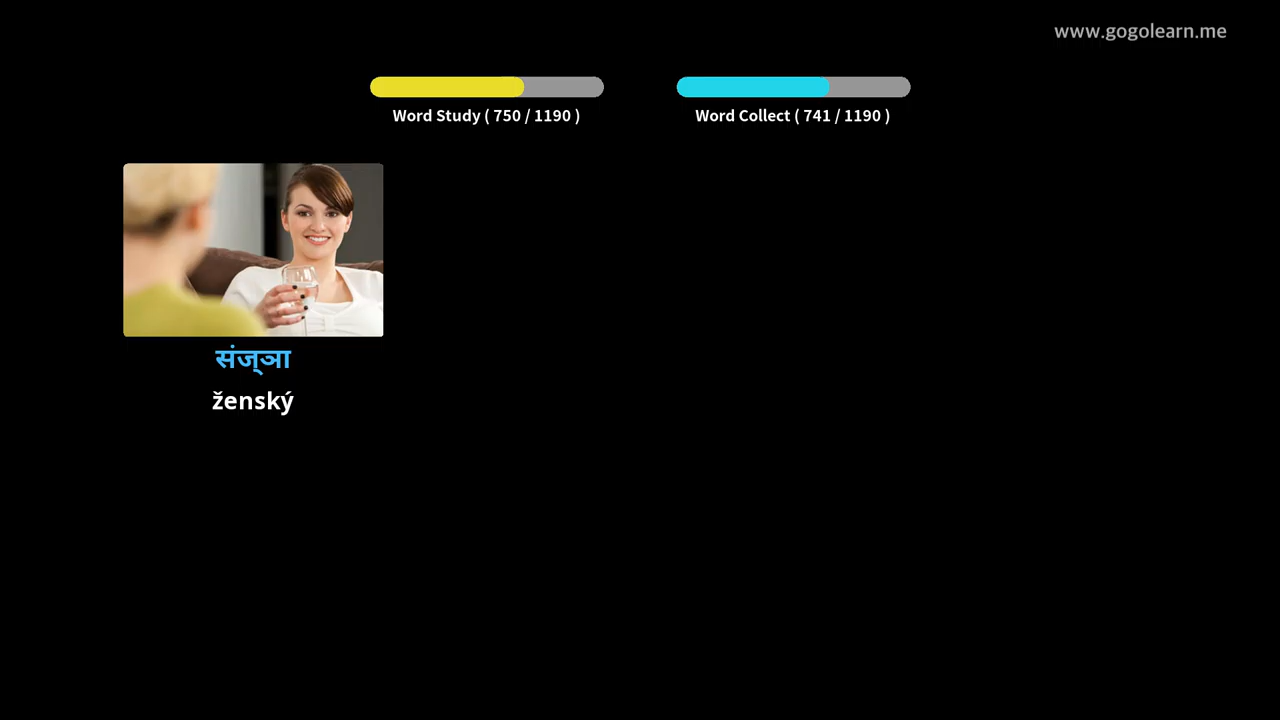 www.gogolearn.me
Word Study ( 750 / 1190 )
Word Collect ( 741 / 1190 )
संज्ञा
ženský